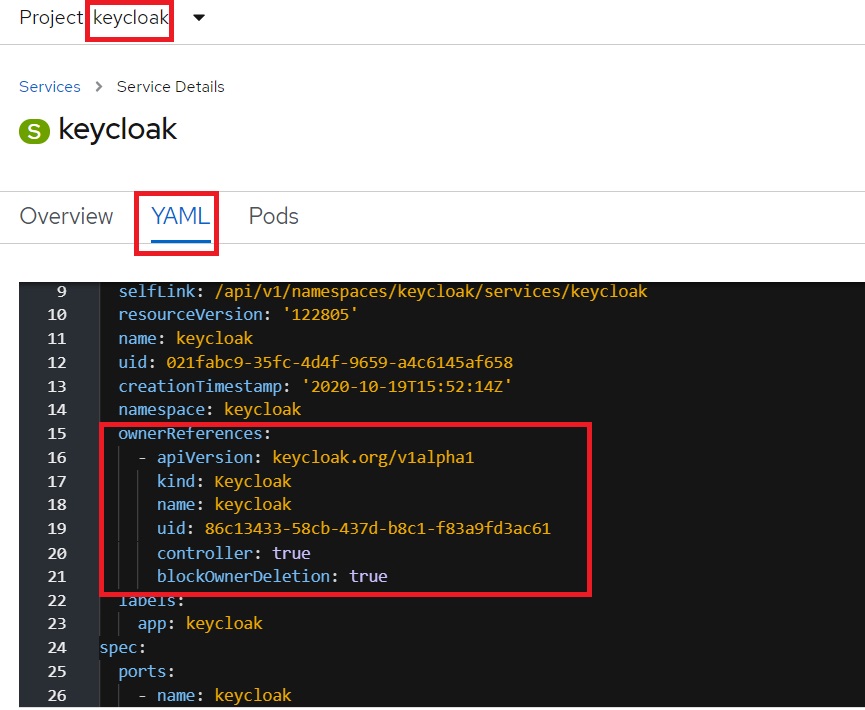 Project keycloak
Services > Service Details
S keycloak
Overview YAML Pods
9 selfLink: /api/v1/namespaces/keycloak/services/keycloak
10 resourceVersion: '122805'
11 name: keycloak
12 uid: 021fabc9-35fc-4d4f-9659-a4c6145af658
13 creationTimestamp: '2020-10-19T15:52:14Z'
14 namespace: keycloak
15 ownerReferences:
16 - apiVersion: keycloak.org/v1alpha1
17 kind: Keycloak
18 name: keycloak
19 uid: 86c13433-58cb-437d-b8c1-f83a9fd3ac61
20 controller: true
21 blockOwnerDeletion: true
22 labels:
23 app: keycloak
24 spec:
25 ports:
26 - name: keycloak